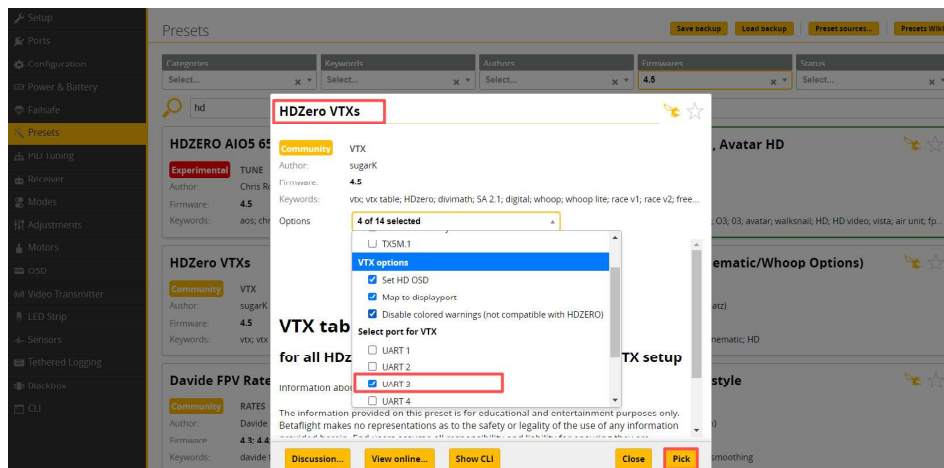 Setup
Ports
Configuration
Power & Battery
Failsafe
Presets
PID Tuning
Receiver
Modes
Adjustments
Motors
OSD
Video Transmitter
LED Strip
Sensors
Tethered Logging
Blackbox
CLI
Presets
Save backup
Load backup
Preset sources...
Presets Wiki
Categories
Keywords
Authors
Firmwares
Status
Select...
Select...
Select...
4.5
Select...
hd
HDZERO AIO5 65
Experimental TUNE
Author: Chris Ro
Firmware: 4.5
Keywords: aos; chr
HDZero VTXs
Community VTX
Author: sugarK
Firmware: 4.5
Keywords: vtx; vtx
Davide FPV Rate
Community RATES
Author: Davide
Firmware: 4.3; 4.4;
Keywords: davide
HDZero VTXs
Community VTX
Author: sugarK
Firmware: 4.5
Keywords: vtx; vtx table; HDzero; divimath; SA 2.1; digital; whoop; whoop lite; race v1; race v2; free...
Options 4 of 14 selected
TX5M.1
VTX options
Set HD OSD
Map to displayport
Disable colored warnings (not compatible with HDZERO)
Select port for VTX
UART 1
UART 2
UART 3
UART 4
VTX tab
for all HDz
TX setup
Information abou
The information provided on this preset is for educational and entertainment purposes only.
Betaflight makes no representations as to the safety or legality of the use of any information
Discussion...
View online...
Show CLI
Close
Pick
, Avatar HD
; O3; 03; avatar; walksnail; HD; HD video; vista; air unit; fp...
ematic/Whoop Options)
atz)
nematic; HD
style
)
smoothing